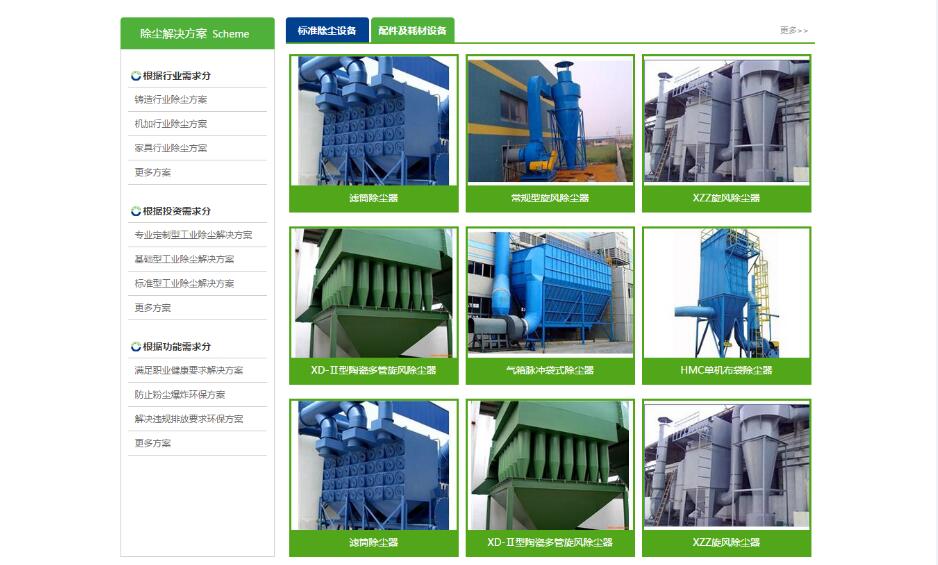 除尘解决方案 Scheme
根据行业需求分
铸造行业除尘方案
机加行业除尘方案
家具行业除尘方案
更多方案
根据投资需求分
专业定制型工业除尘解决方案
基础型工业除尘解决方案
标准型工业除尘解决方案
更多方案
根据功能需求分
满足职业健康要求解决方案
防止粉尘爆炸环保方案
解决违规排放要求环保方案
更多方案
标准除尘设备 配件及耗材设备 更多>>
滤筒除尘器 常规型旋风除尘器 XZZ旋风除尘器
XD-Ⅱ型陶瓷多管旋风除尘器 气箱脉冲袋式除尘器 HMC单机布袋除尘器
滤筒除尘器 XD-Ⅱ型陶瓷多管旋风除尘器 XZZ旋风除尘器